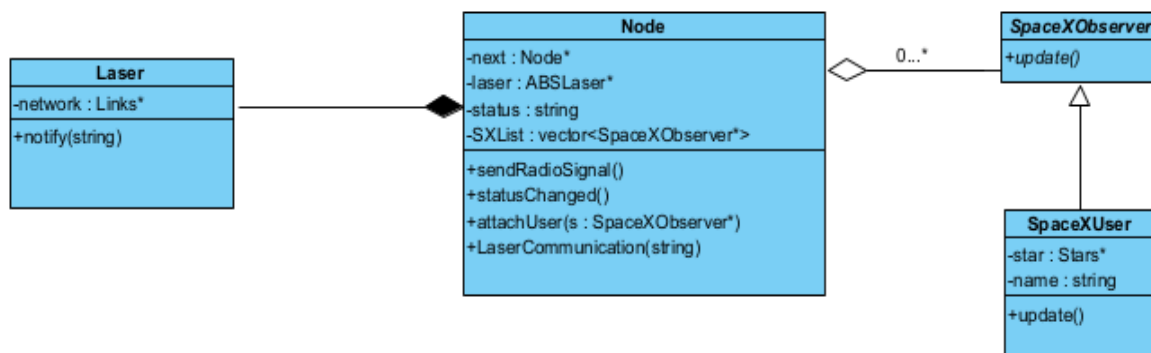 Laser
-network : Links*
+notify(string)
Node
-next : Node*
-laser : ABSLaser*
-status : string
-SXList : vector<SpaceXObserver*>
+sendRadioSignal()
+statusChanged()
+attachUser(s : SpaceXObserver*)
+LaserCommunication(string)
0...*
SpaceXObserver
+update()
SpaceXUser
-star : Stars*
-name : string
+update()